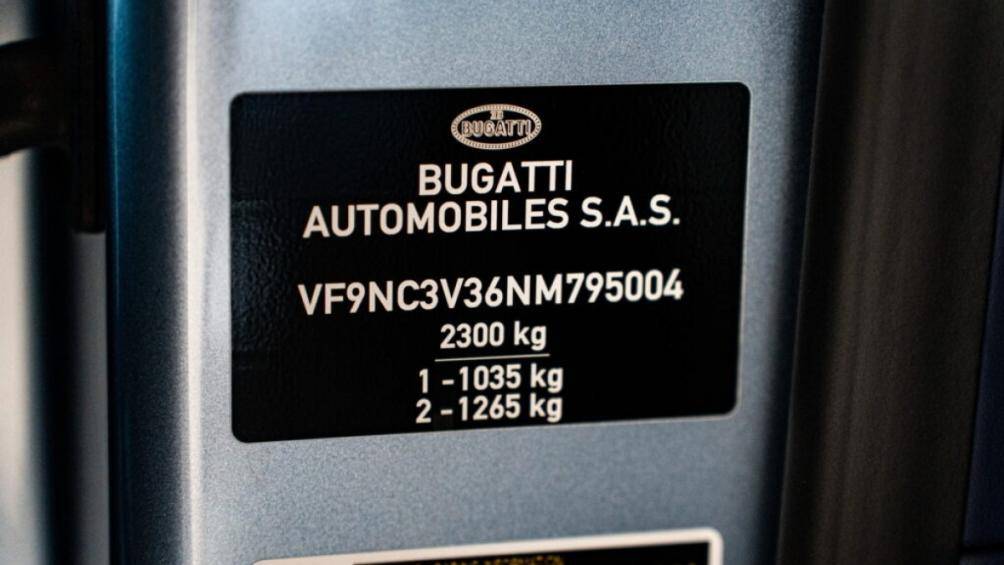 BUGATTI
BUGATTI
AUTOMOBILES S.A.S.
VF9NC3V36NM795004
2300 kg
1 -1035 kg
2 -1265 kg